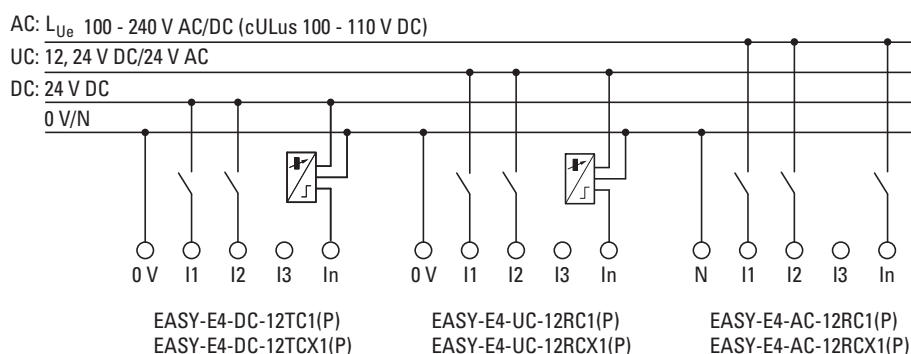 AC: LUe 100 - 240 V AC/DC (cULus 100 - 110 V DC)
UC: 12, 24 V DC/24 V AC
DC: 24 V DC
0 V/N
0 V I1 I2 I3 In 0 V I1 I2 I3 In N I1 I2 I3 In
EASY-E4-DC-12TC1(P) EASY-E4-UC-12RC1(P) EASY-E4-AC-12RC1(P)
EASY-E4-DC-12TCX1(P) EASY-E4-UC-12RCX1(P) EASY-E4-AC-12RCX1(P)